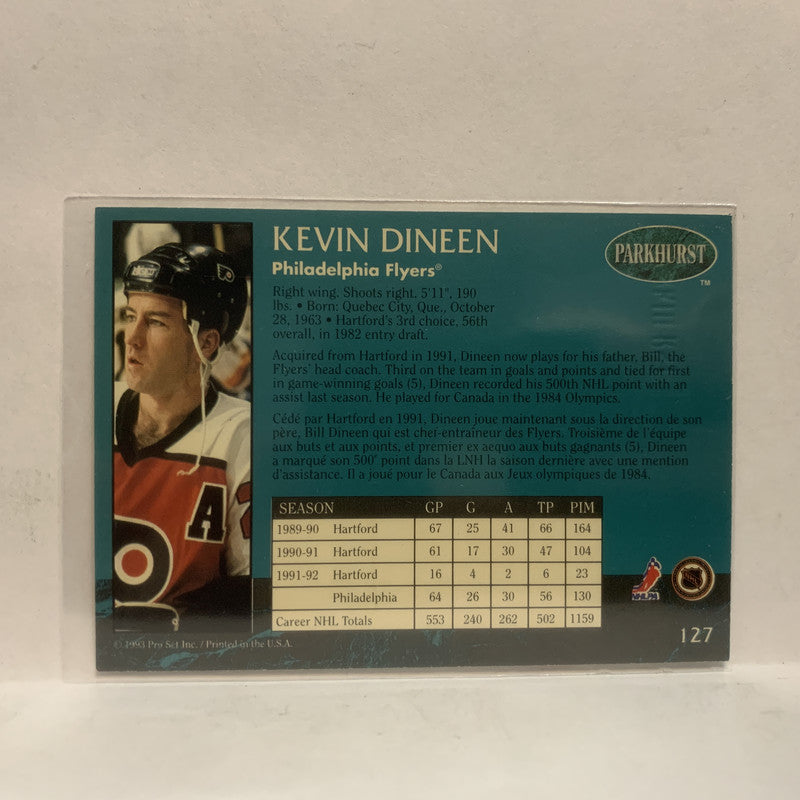 KEVIN DINEEN
Philadelphia Flyers®
PARKHURST
TM
Right wing. Shoots right. 5'11", 190
lbs. • Born: Quebec City, Que., October
28, 1963 • Hartford's 3rd choice, 56th
overall, in 1982 entry draft.
Acquired from Hartford in 1991, Dineen now plays for his father, Bill, the
Flyers' head coach. Third on the team in goals and points and tied for first
in game-winning goals (5), Dineen recorded his 500th NHL point with an
assist last season. He played for Canada in the 1984 Olympics.
Cédé par Hartford en 1991, Dineen joue maintenant sous la direction de son
père, Bill Dineen qui est chef-entraîneur des Flyers. Troisième de l'équipe
aux buts et aux points, et premier ex aequo aux buts gagnants (5), Dineen
a marqué son 500e point dans la LNH la saison dernière avec une mention
d'assistance. Il a joué pour le Canada aux Jeux olympiques de 1984.
SEASON GP G A TP PIM
1989-90 Hartford 67 25 41 66 164
1990-91 Hartford 61 17 30 47 104
1991-92 Hartford 16 4 2 6 23
Philadelphia 64 26 30 56 130
Career NHL Totals 553 240 262 502 1159
A
NHLPA
127
© 1993 Pro Set Inc. / Printed in the U.S.A.